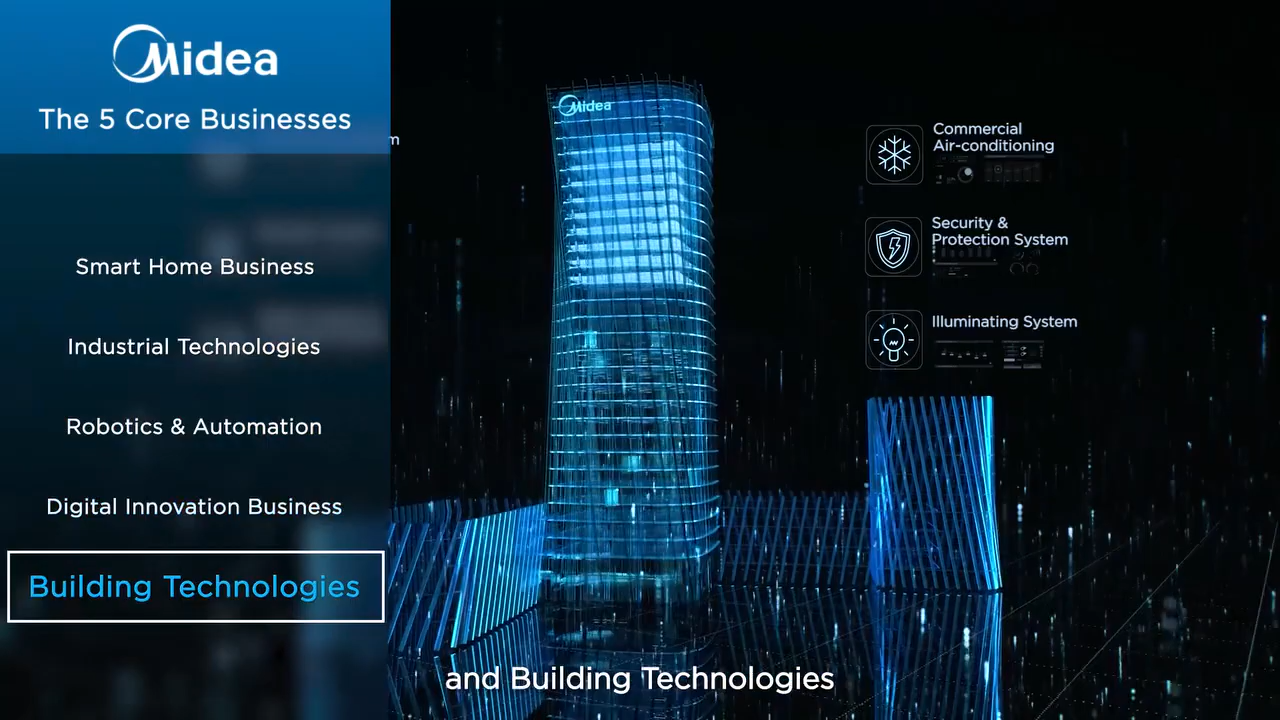 Midea
The 5 Core Businesses
Smart Home Business
Industrial Technologies
Robotics & Automation
Digital Innovation Business
Building Technologies
m
Midea
Commercial
Air-conditioning
Security &
Protection System
Illuminating System
and Building Technologies